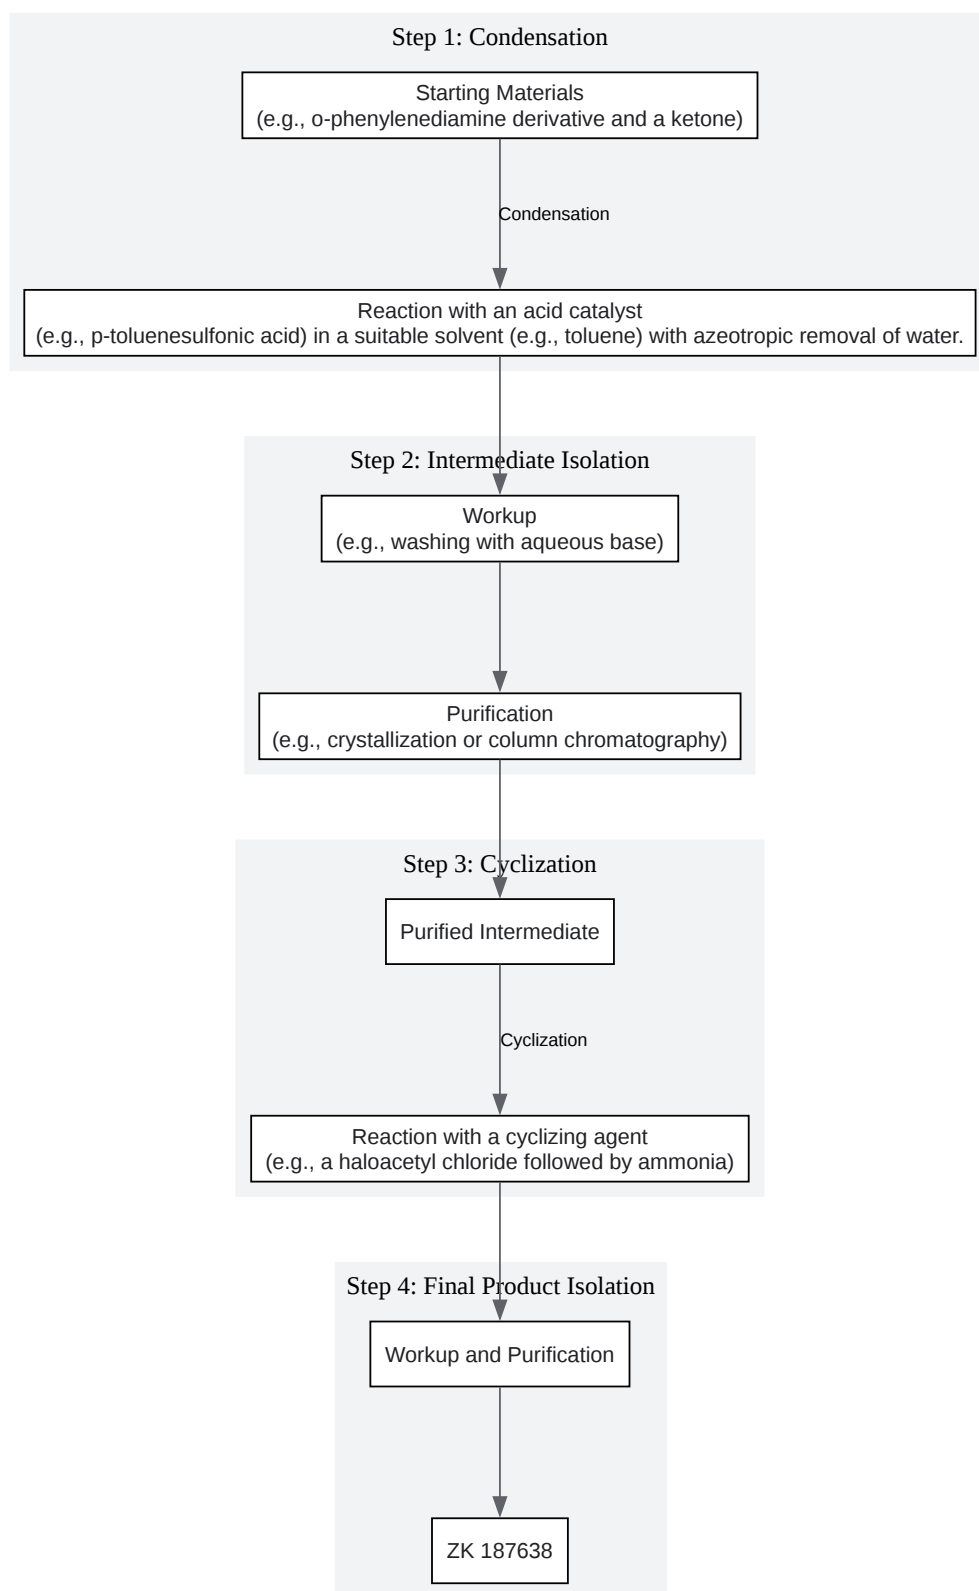 Step 1: Condensation
Starting Materials
(e.g., o-phenylenediamine derivative and a ketone)
Condensation
Reaction with an acid catalyst
(e.g., p-toluenesulfonic acid) in a suitable solvent (e.g., toluene) with azeotropic removal of water.
Step 2: Intermediate Isolation
Workup
(e.g., washing with aqueous base)
Purification
(e.g., crystallization or column chromatography)
Step 3: Cyclization
Purified Intermediate
Cyclization
Reaction with a cyclizing agent
(e.g., a haloacetyl chloride followed by ammonia)
Step 4: Final Product Isolation
Workup and Purification
ZK 187638